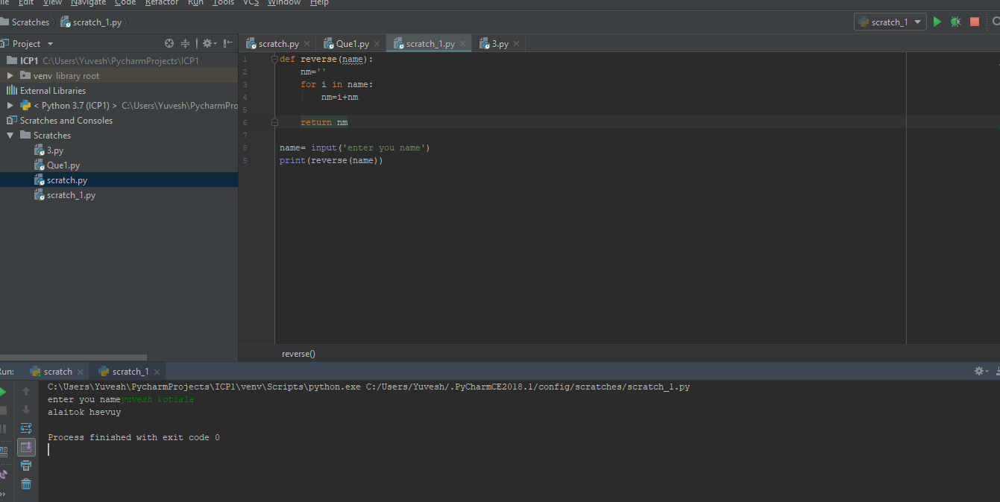 Edit View Navigate Code Refactor Run Tools VCS Window Help
Scratches scratch_1.py scratch_1
Project scratch.py Que1.py scratch_1.py 3.py
ICP1 C:\Users\Yuvesh\PycharmProjects\ICP1
venv library root
External Libraries
< Python 3.7 (ICP1) > C:\Users\Yuvesh\PycharmPro
Scratches and Consoles
Scratches
3.py
Que1.py
scratch.py
scratch_1.py
1 def reverse(name):
2 nm=''
3 for i in name:
4 nm=i+nm
5
6 return nm
7
8 name= input('enter you name')
9 print(reverse(name))
reverse()
Run: scratch scratch_1
C:\Users\Yuvesh\PycharmProjects\ICP1\venv\Scripts\python.exe C:/Users/Yuvesh/.PyCharmCE2018.1/config/scratches/scratch_1.py
enter you nameyuvesh kotiala
alaitok hsevuy
Process finished with exit code 0